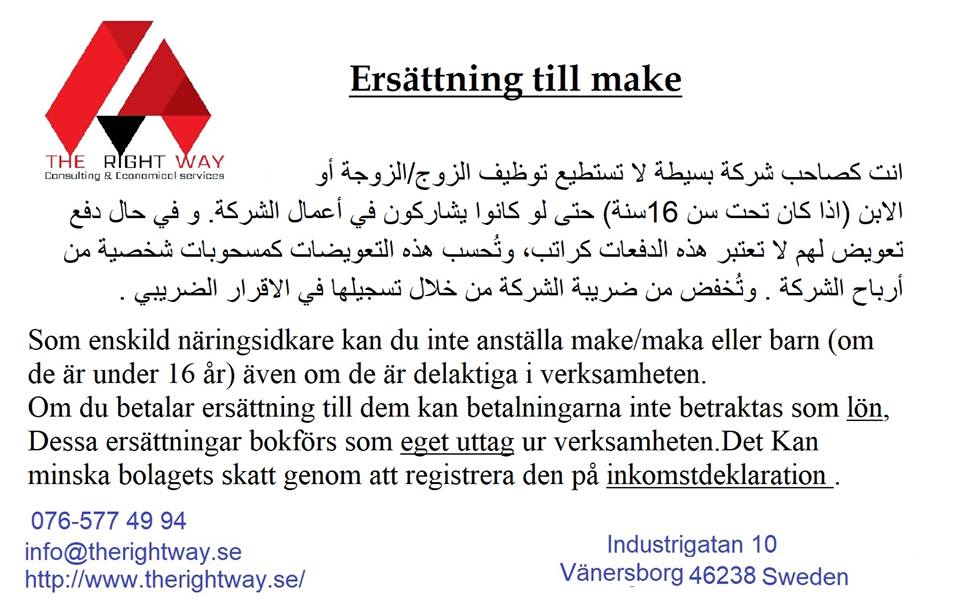 THE RIGHT WAY
Consulting & Economical services
Ersättning till make
انت كصاحب شركة بسيطة لا تستطيع توظيف الزوج/الزوجة أو
الابن (اذا كان تحت سن 16سنة) حتى لو كانوا يشاركون في أعمال الشركة. و في حال دفع
تعويض لهم لا تعتبر هذه الدفعات كراتب، وتُحسب هذه التعويضات كمسحوبات شخصية من
أرباح الشركة . وتُخفض من ضريبة الشركة من خلال تسجيلها في الاقرار الضريبي .
Som enskild näringsidkare kan du inte anställa make/maka eller barn (om
de är under 16 år) även om de är delaktiga i verksamheten.
Om du betalar ersättning till dem kan betalningarna inte betraktas som lön,
Dessa ersättningar bokförs som eget uttag ur verksamheten.Det Kan
minska bolagets skatt genom att registrera den på inkomstdeklaration .
076-577 49 94
info@therightway.se
http://www.therightway.se/
Industrigatan 10
Vänersborg 46238 Sweden